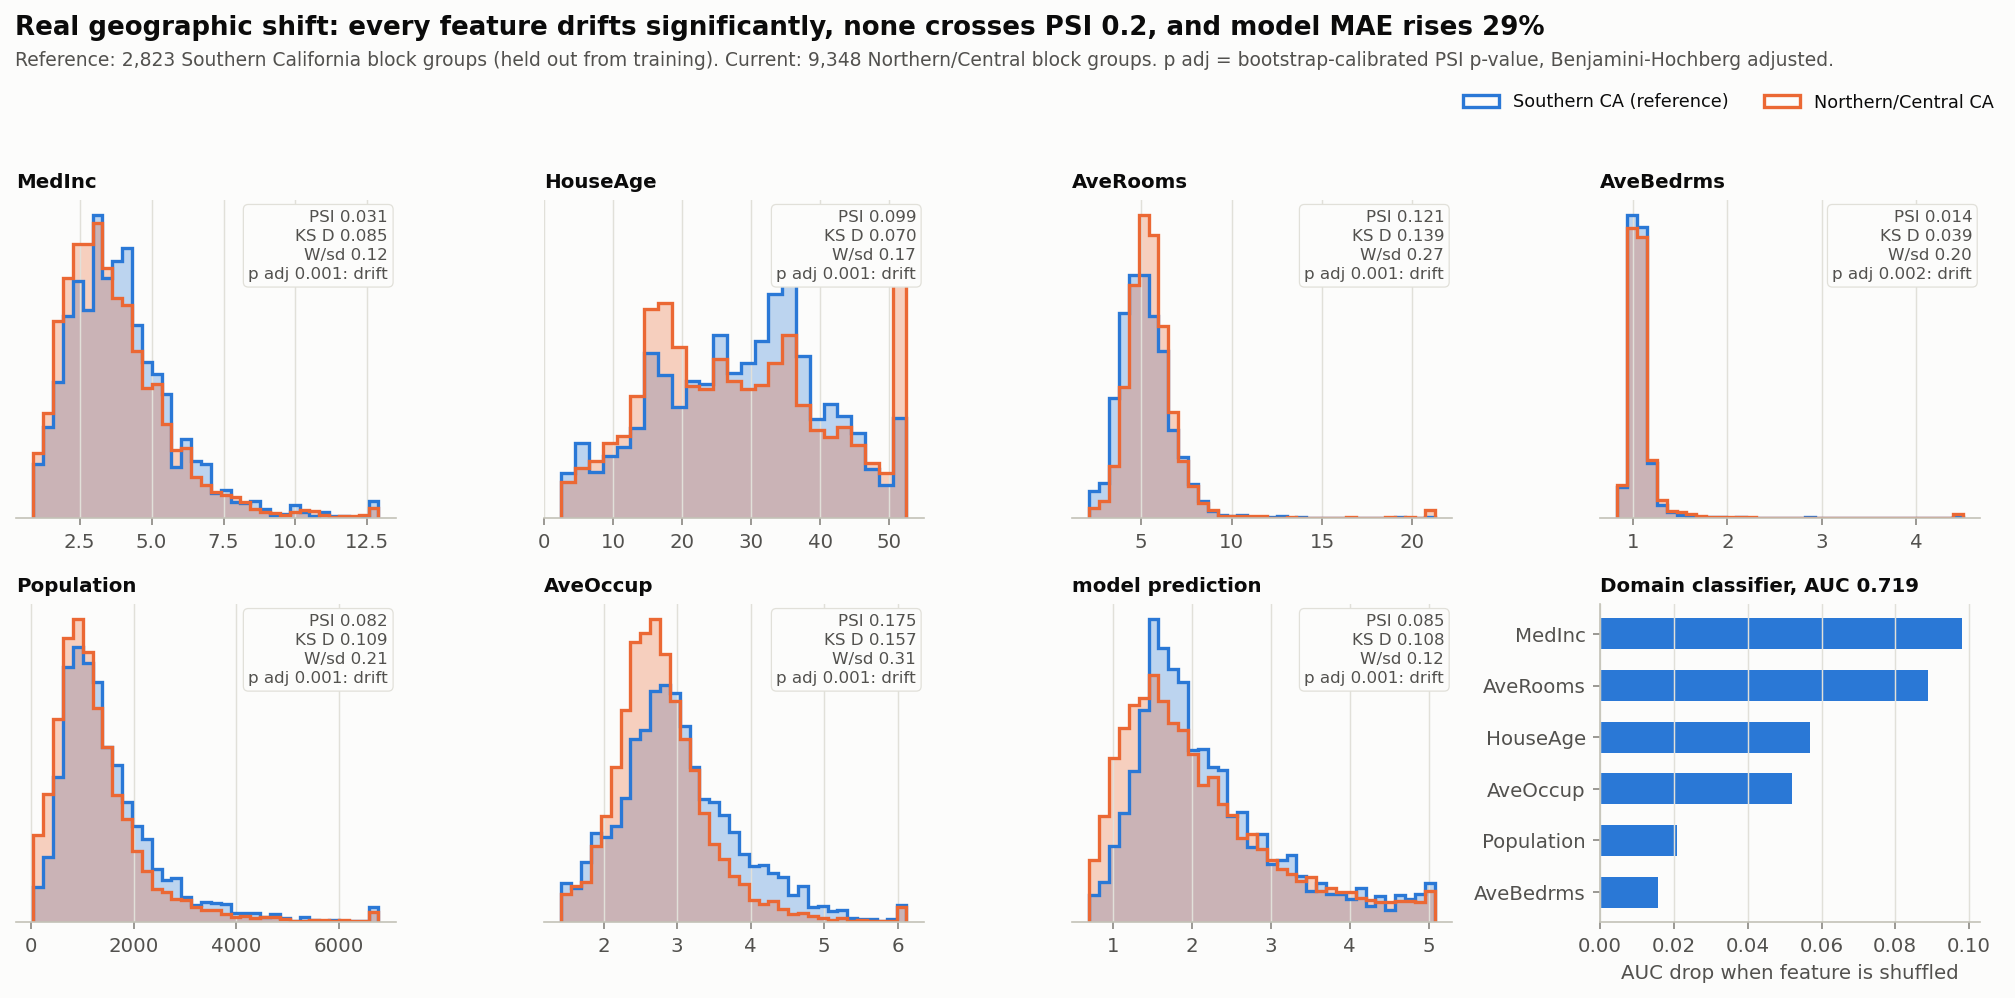 Real geographic shift: every feature drifts significantly, none crosses PSI 0.2, and model MAE rises 29%
Reference: 2,823 Southern California block groups (held out from training). Current: 9,348 Northern/Central block groups. p adj = bootstrap-calibrated PSI p-value, Benjamini-Hochberg adjusted.
Southern CA (reference) Northern/Central CA
MedInc
PSI 0.031
KS D 0.085
W/sd 0.12
p adj 0.001: drift
2.5 5.0 7.5 10.0 12.5
HouseAge
PSI 0.099
KS D 0.070
W/sd 0.17
p adj 0.001: drift
0 10 20 30 40 50
AveRooms
PSI 0.121
KS D 0.139
W/sd 0.27
p adj 0.001: drift
5 10 15 20
AveBedrms
PSI 0.014
KS D 0.039
W/sd 0.20
p adj 0.002: drift
1 2 3 4
Population
PSI 0.082
KS D 0.109
W/sd 0.21
p adj 0.001: drift
0 2000 4000 6000
AveOccup
PSI 0.175
KS D 0.157
W/sd 0.31
p adj 0.001: drift
2 3 4 5 6
model prediction
PSI 0.085
KS D 0.108
W/sd 0.12
p adj 0.001: drift
1 2 3 4 5
Domain classifier, AUC 0.719
MedInc
AveRooms
HouseAge
AveOccup
Population
AveBedrms
0.00 0.02 0.04 0.06 0.08 0.10
AUC drop when feature is shuffled